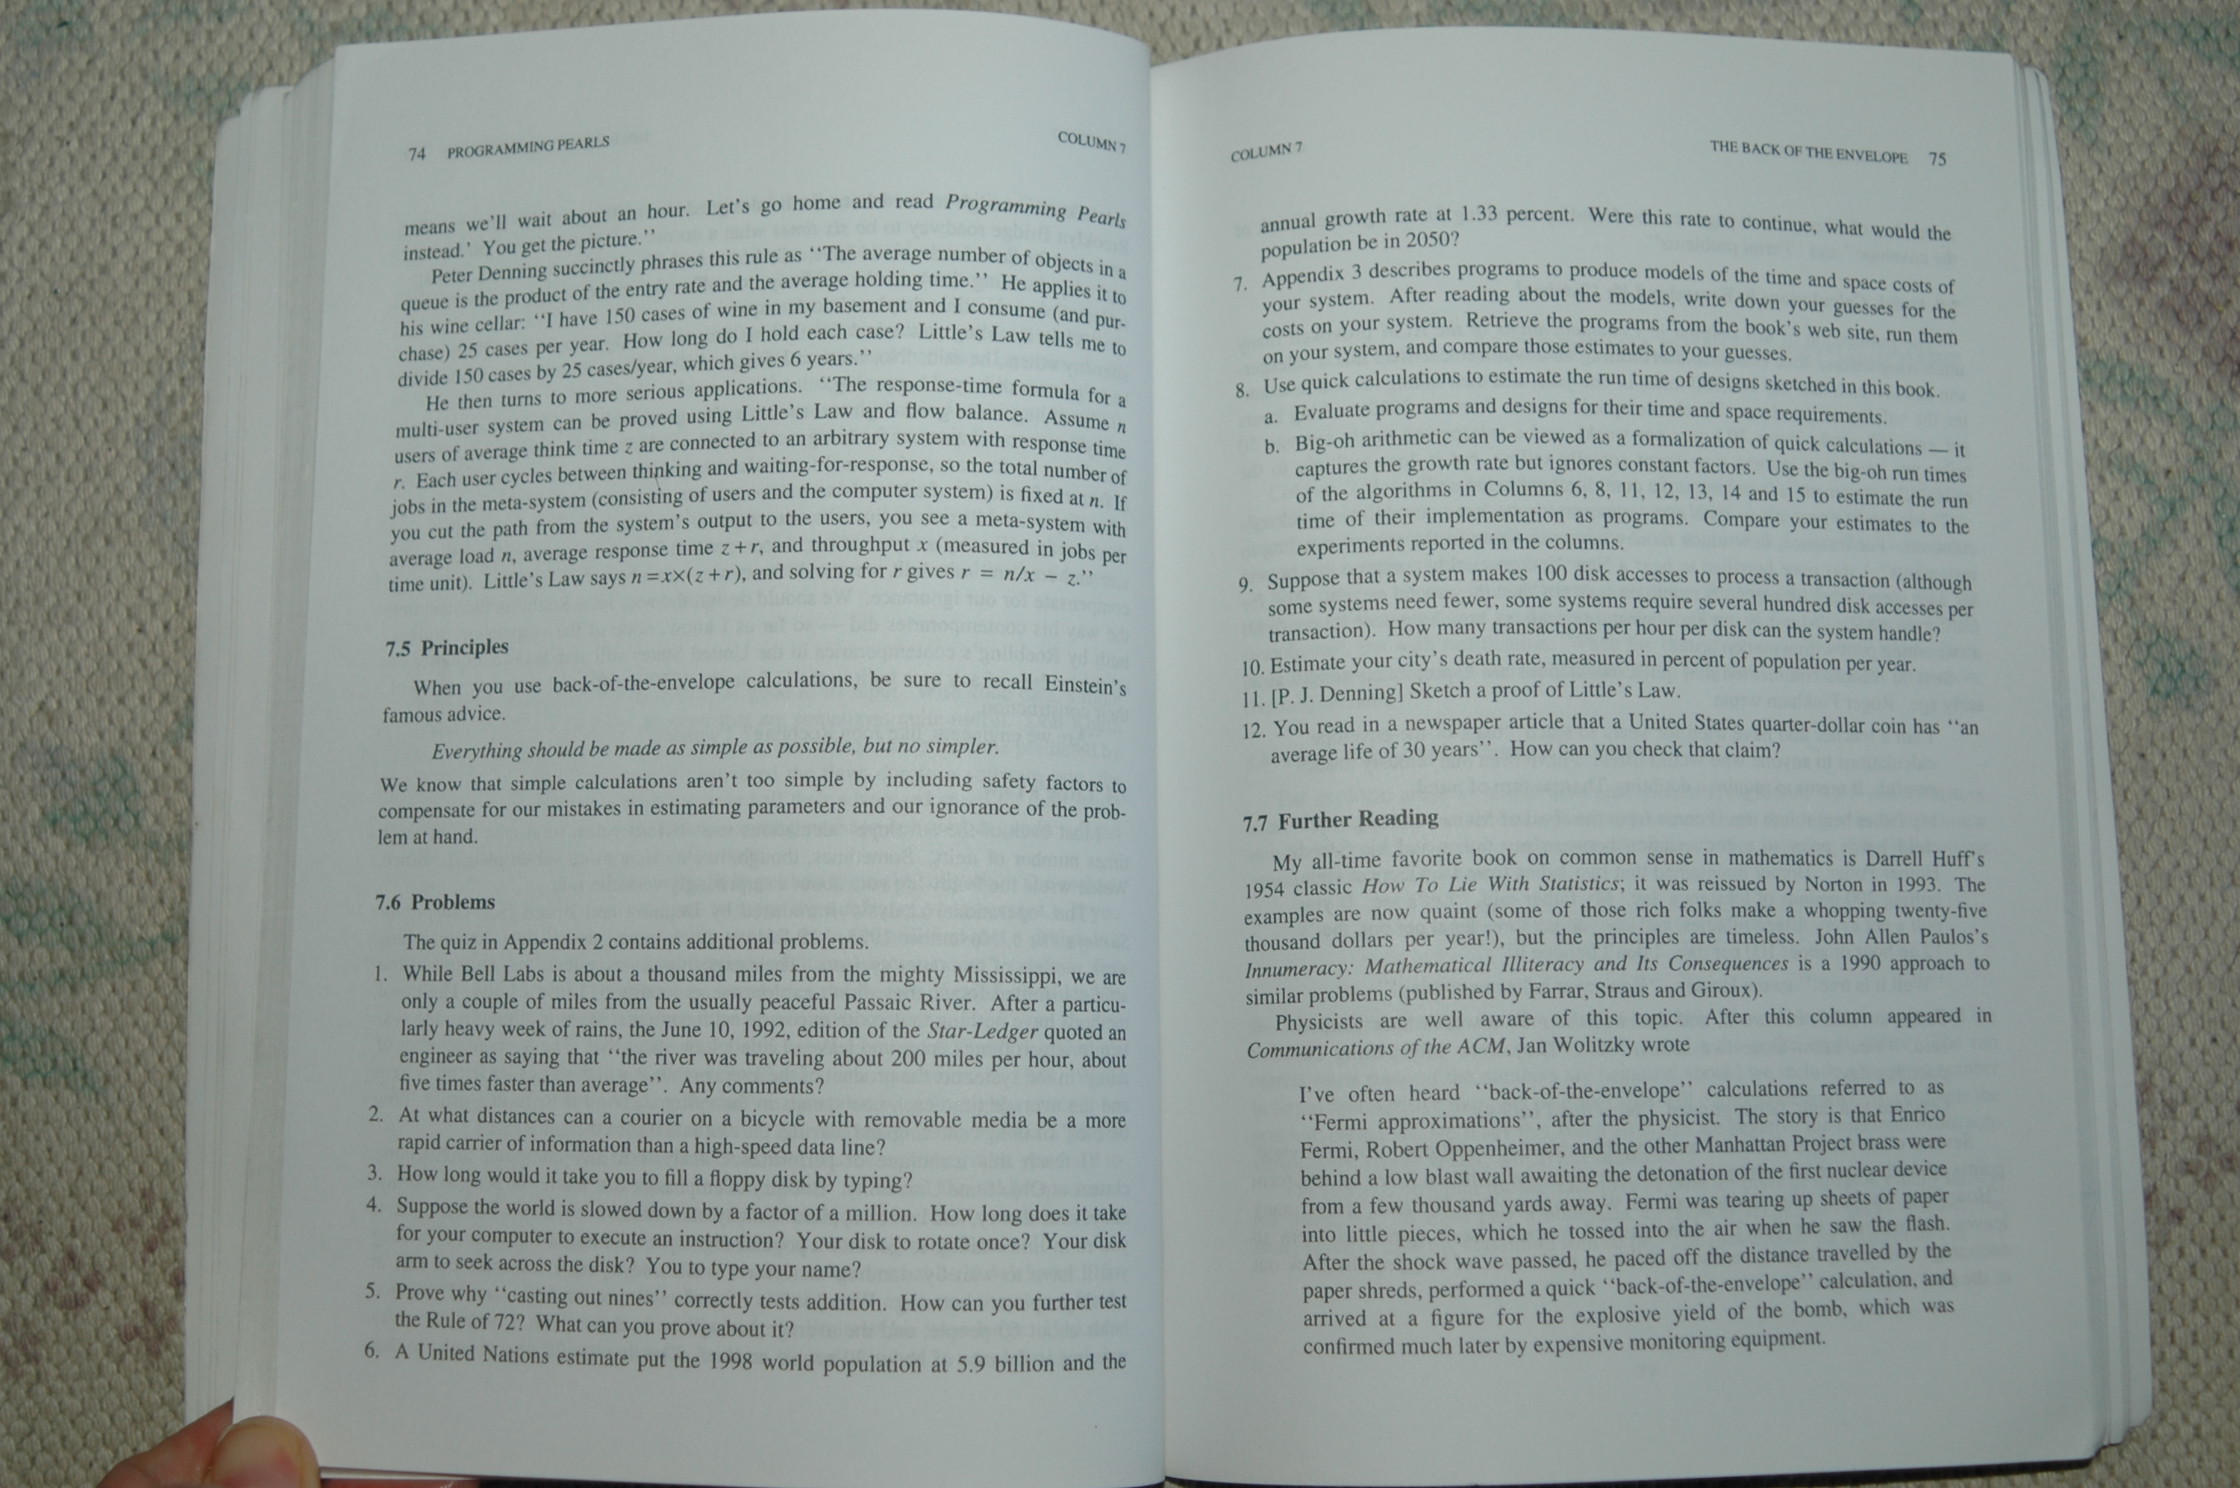 74 PROGRAMMING PEARLS COLUMN 7
means we'll wait about an hour. Let's go home and read Programming Pearls
instead.' You get the picture.''
Peter Denning succinctly phrases this rule as ''The average number of objects in a
queue is the product of the entry rate and the average holding time.'' He applies it to
his wine cellar: ''I have 150 cases of wine in my basement and I consume (and pur-
chase) 25 cases per year. How long do I hold each case? Little's Law tells me to
divide 150 cases by 25 cases/year, which gives 6 years.''
He then turns to more serious applications. ''The response-time formula for a
multi-user system can be proved using Little's Law and flow balance. Assume n
users of average think time z are connected to an arbitrary system with response time
r. Each user cycles between thinking and waiting-for-response, so the total number of
jobs in the meta-system (consisting of users and the computer system) is fixed at n. If
you cut the path from the system's output to the users, you see a meta-system with
average load n, average response time z+r, and throughput x (measured in jobs per
time unit). Little's Law says n=x×(z+r), and solving for r gives r = n/x − z.''
7.5 Principles
When you use back-of-the-envelope calculations, be sure to recall Einstein's
famous advice.
Everything should be made as simple as possible, but no simpler.
We know that simple calculations aren't too simple by including safety factors to
compensate for our mistakes in estimating parameters and our ignorance of the prob-
lem at hand.
7.6 Problems
The quiz in Appendix 2 contains additional problems.
1. While Bell Labs is about a thousand miles from the mighty Mississippi, we are
only a couple of miles from the usually peaceful Passaic River. After a particu-
larly heavy week of rains, the June 10, 1992, edition of the Star-Ledger quoted an
engineer as saying that ''the river was traveling about 200 miles per hour, about
five times faster than average''. Any comments?
2. At what distances can a courier on a bicycle with removable media be a more
rapid carrier of information than a high-speed data line?
3. How long would it take you to fill a floppy disk by typing?
4. Suppose the world is slowed down by a factor of a million. How long does it take
for your computer to execute an instruction? Your disk to rotate once? Your disk
arm to seek across the disk? You to type your name?
5. Prove why ''casting out nines'' correctly tests addition. How can you further test
the Rule of 72? What can you prove about it?
6. A United Nations estimate put the 1998 world population at 5.9 billion and the
COLUMN 7 THE BACK OF THE ENVELOPE 75
annual growth rate at 1.33 percent. Were this rate to continue, what would the
population be in 2050?
7. Appendix 3 describes programs to produce models of the time and space costs of
your system. After reading about the models, write down your guesses for the
costs on your system. Retrieve the programs from the book's web site, run them
on your system, and compare those estimates to your guesses.
8. Use quick calculations to estimate the run time of designs sketched in this book.
a. Evaluate programs and designs for their time and space requirements.
b. Big-oh arithmetic can be viewed as a formalization of quick calculations — it
captures the growth rate but ignores constant factors. Use the big-oh run times
of the algorithms in Columns 6, 8, 11, 12, 13, 14 and 15 to estimate the run
time of their implementation as programs. Compare your estimates to the
experiments reported in the columns.
9. Suppose that a system makes 100 disk accesses to process a transaction (although
some systems need fewer, some systems require several hundred disk accesses per
transaction). How many transactions per hour per disk can the system handle?
10. Estimate your city's death rate, measured in percent of population per year.
11. [P. J. Denning] Sketch a proof of Little's Law.
12. You read in a newspaper article that a United States quarter-dollar coin has ''an
average life of 30 years''. How can you check that claim?
7.7 Further Reading
My all-time favorite book on common sense in mathematics is Darrell Huff's
1954 classic How To Lie With Statistics; it was reissued by Norton in 1993. The
examples are now quaint (some of those rich folks make a whopping twenty-five
thousand dollars per year!), but the principles are timeless. John Allen Paulos's
Innumeracy: Mathematical Illiteracy and Its Consequences is a 1990 approach to
similar problems (published by Farrar, Straus and Giroux).
Physicists are well aware of this topic. After this column appeared in
Communications of the ACM, Jan Wolitzky wrote
I've often heard ''back-of-the-envelope'' calculations referred to as
''Fermi approximations'', after the physicist. The story is that Enrico
Fermi, Robert Oppenheimer, and the other Manhattan Project brass were
behind a low blast wall awaiting the detonation of the first nuclear device
from a few thousand yards away. Fermi was tearing up sheets of paper
into little pieces, which he tossed into the air when he saw the flash.
After the shock wave passed, he paced off the distance travelled by the
paper shreds, performed a quick ''back-of-the-envelope'' calculation, and
arrived at a figure for the explosive yield of the bomb, which was
confirmed much later by expensive monitoring equipment.